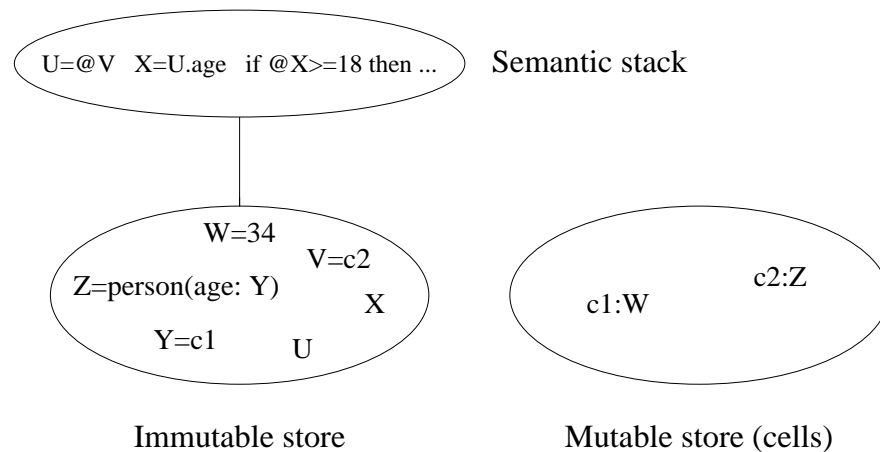 U=@V X=U.age if @X>=18 then ...
Semantic stack
W=34
V=c2
Z=person(age: Y)
X
Y=c1
U
c2:Z
c1:W
Immutable store
Mutable store (cells)